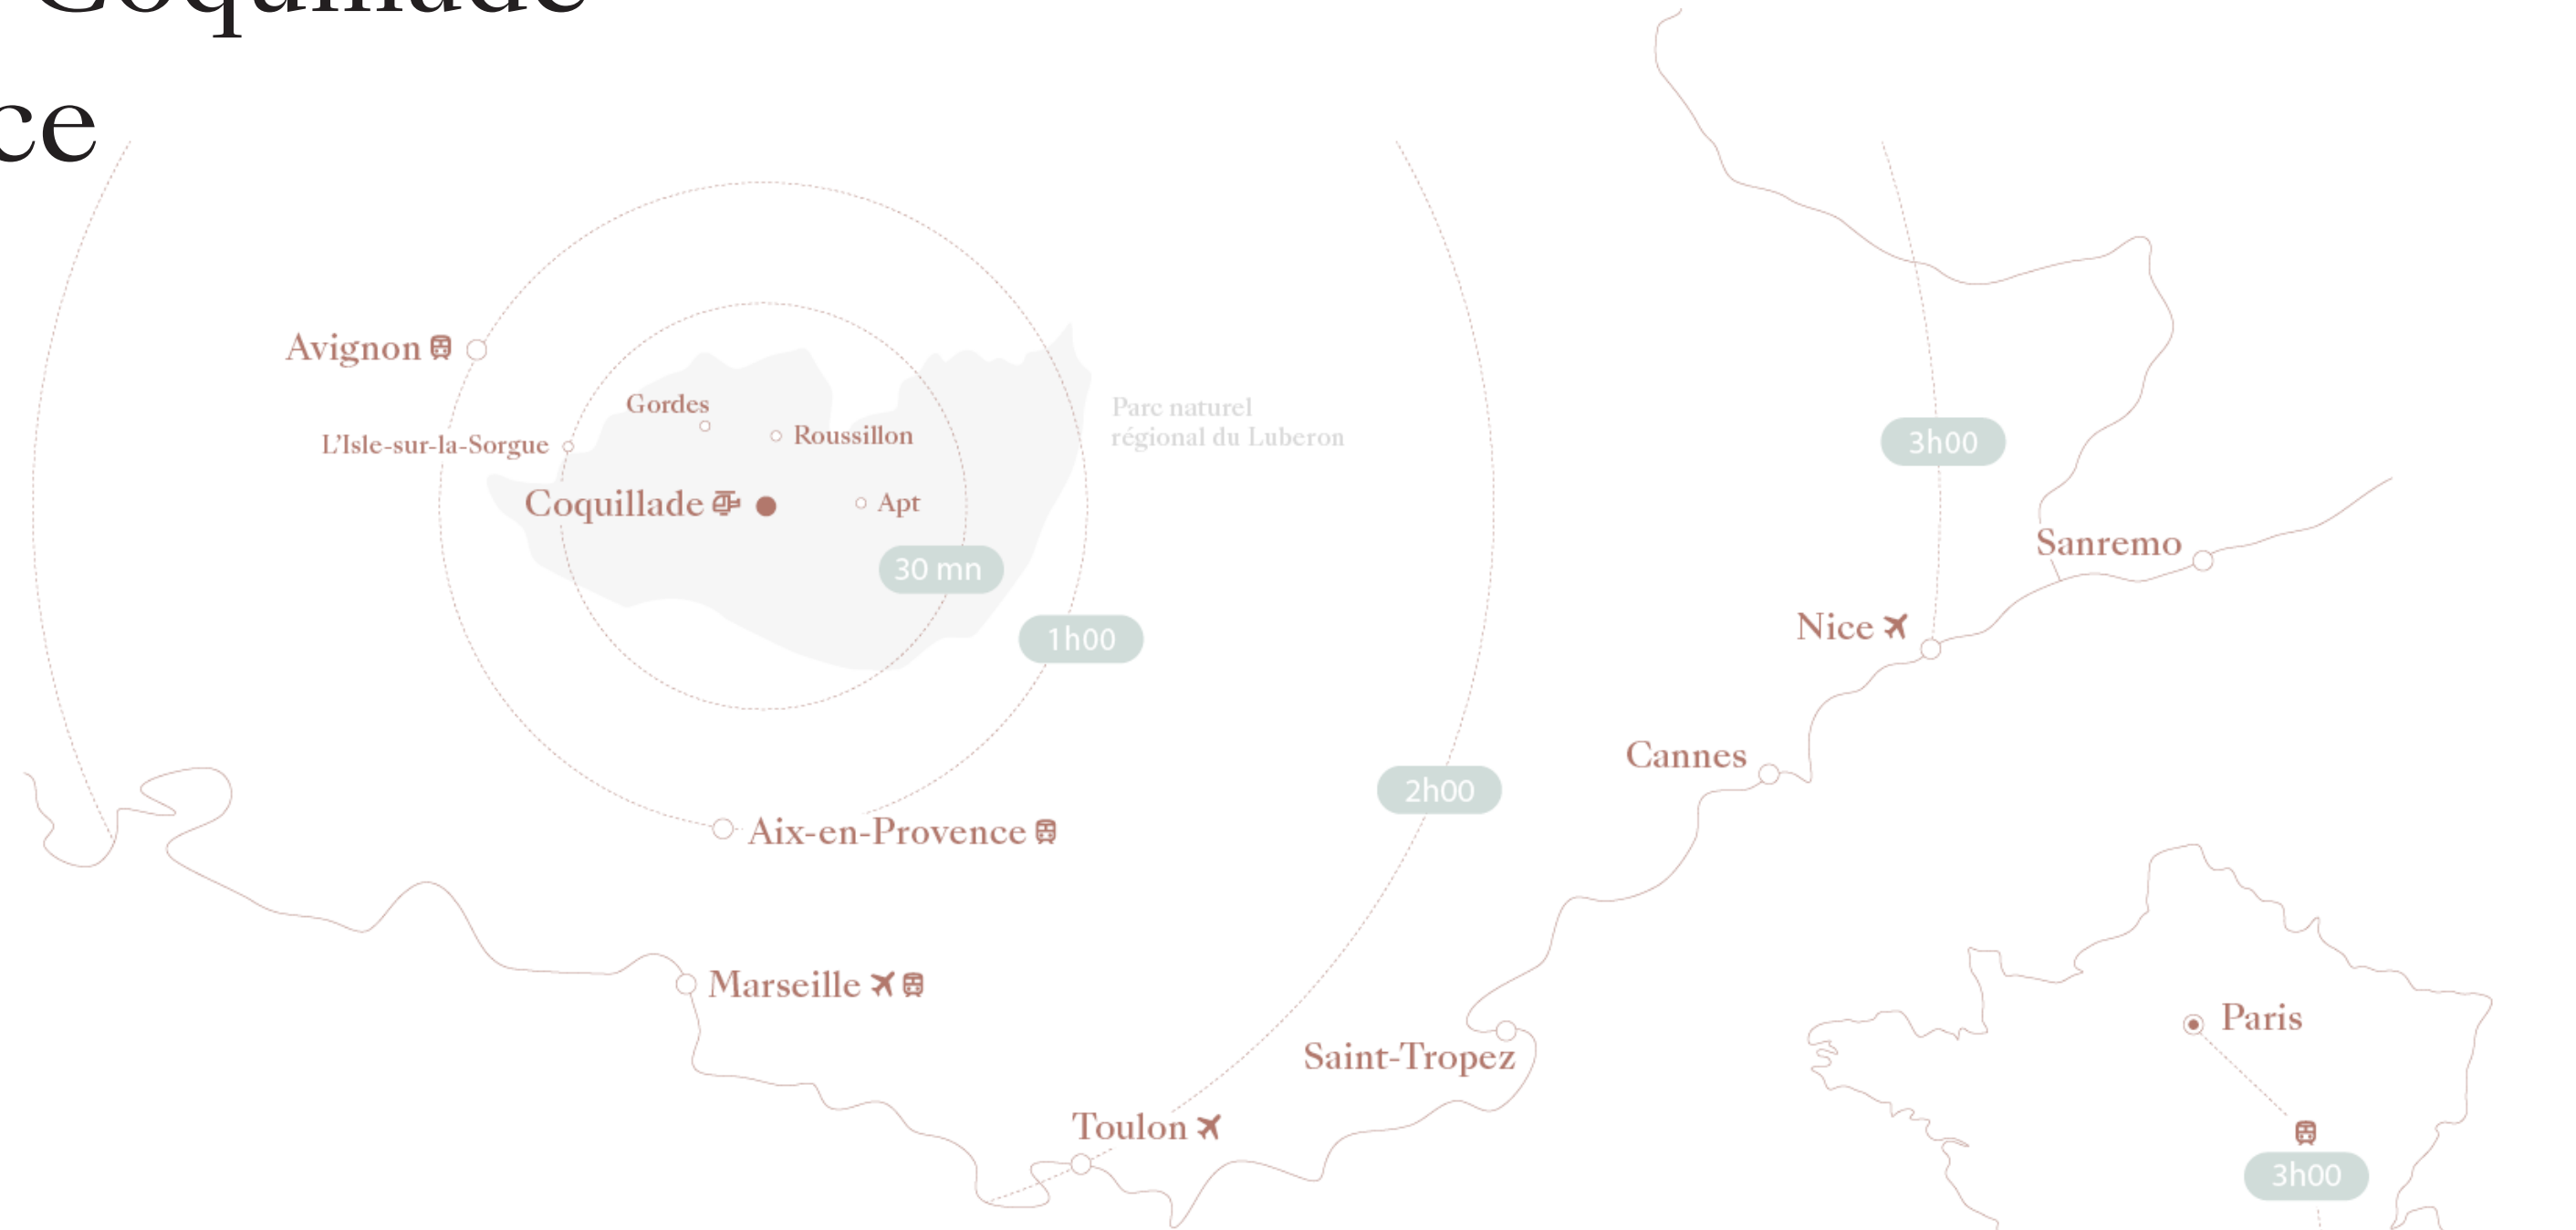 Coquillade
ce
Avignon
Gordes
L'Isle-sur-la-Sorgue
Roussillon
Parc naturel
régional du Luberon
Coquillade
Apt
30 mn
1h00
3h00
Sanremo
Nice
Cannes
2h00
Aix-en-Provence
Marseille
Saint-Tropez
Toulon
Paris
3h00